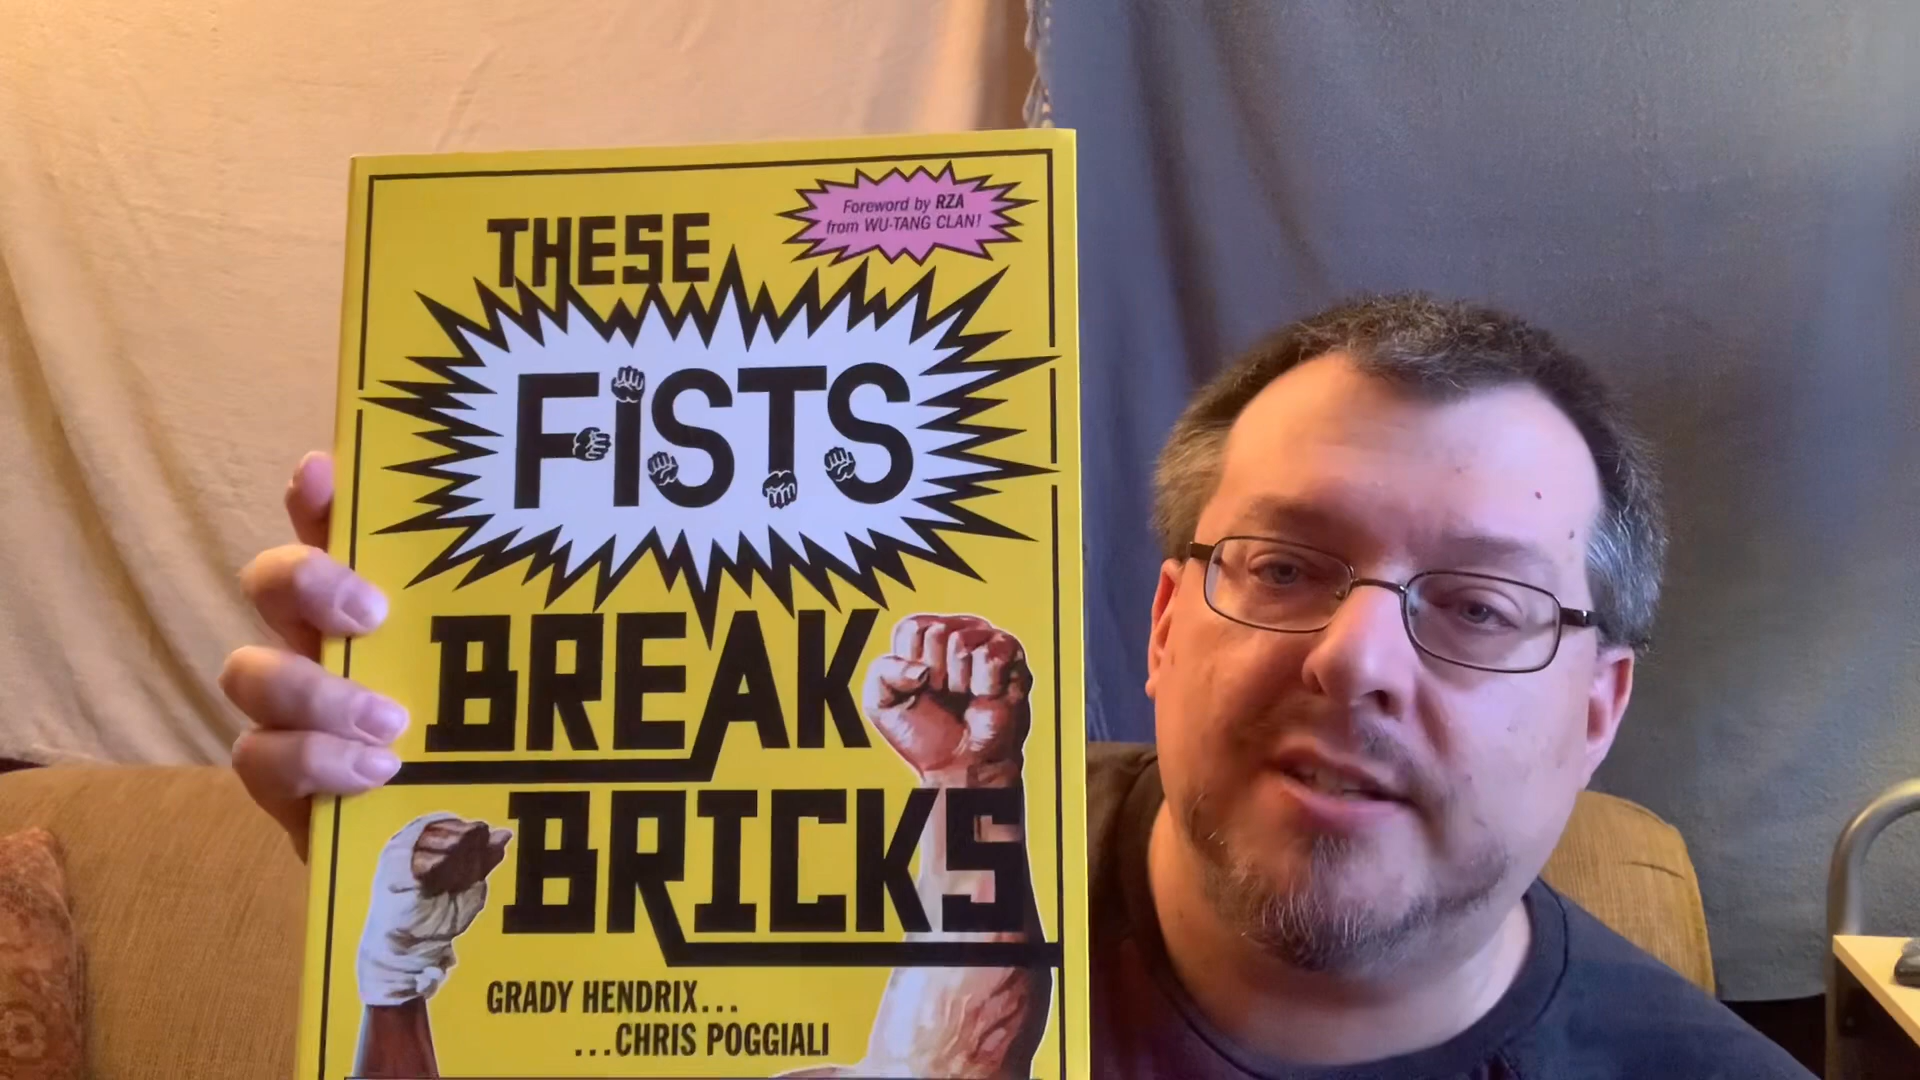 Foreword by RZA
from WU-TANG CLAN!
THESE
FISTS
BREAK
BRICKS
GRADY HENDRIX...
...CHRIS POGGIALI